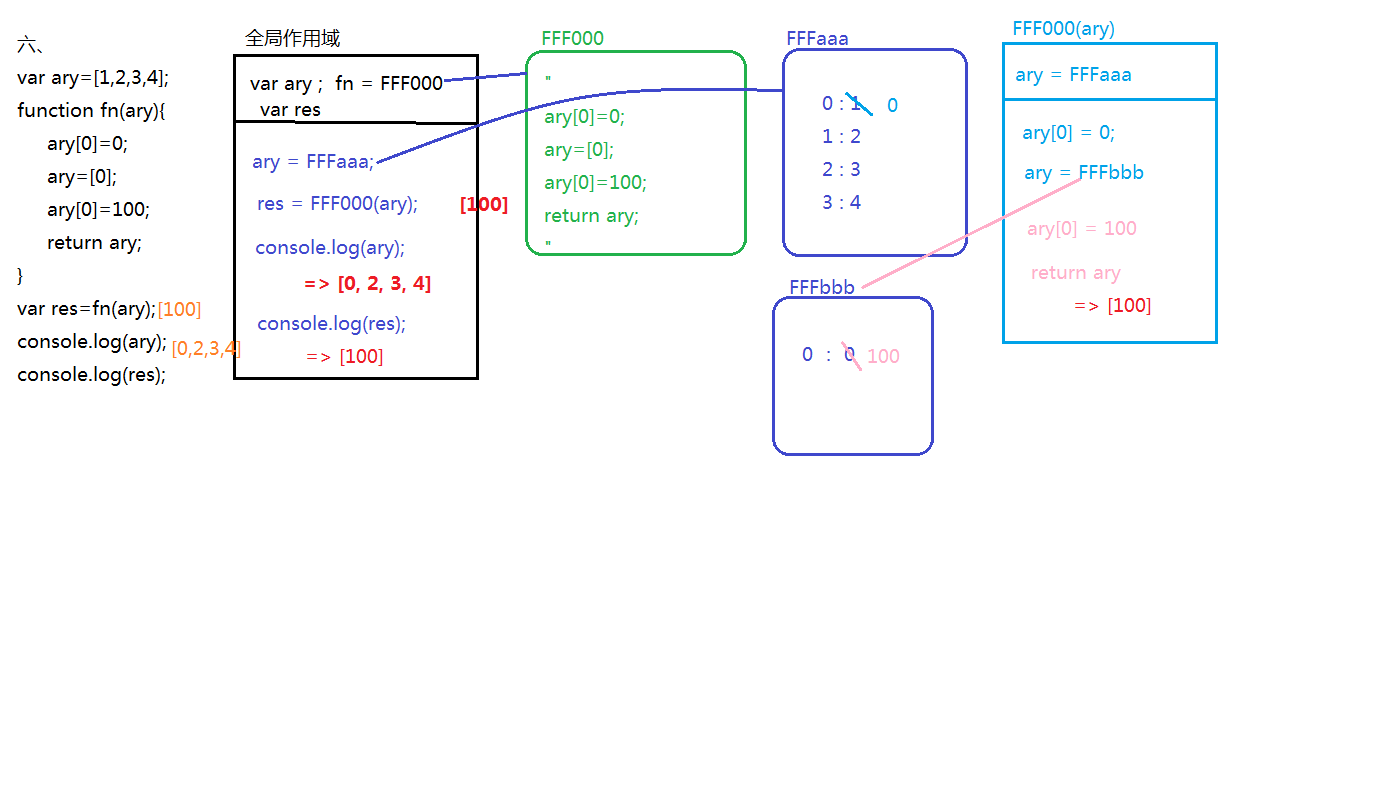 六、
var ary=[1,2,3,4];
function fn(ary){
ary[0]=0;
ary=[0];
ary[0]=100;
return ary;
}
var res=fn(ary);[100]
console.log(ary); [0,2,3,4]
console.log(res);
全局作用域
var ary ; fn = FFF000
var res
ary = FFFaaa;
res = FFF000(ary); [100]
console.log(ary);
=> [0, 2, 3, 4]
console.log(res);
=> [100]
FFF000
"
ary[0]=0;
ary=[0];
ary[0]=100;
return ary;
"
FFFaaa
0 : 1 0
1 : 2
2 : 3
3 : 4
FFFbbb
0 : 0 100
FFF000(ary)
ary = FFFaaa
ary[0] = 0;
ary = FFFbbb
ary[0] = 100
return ary
=> [100]